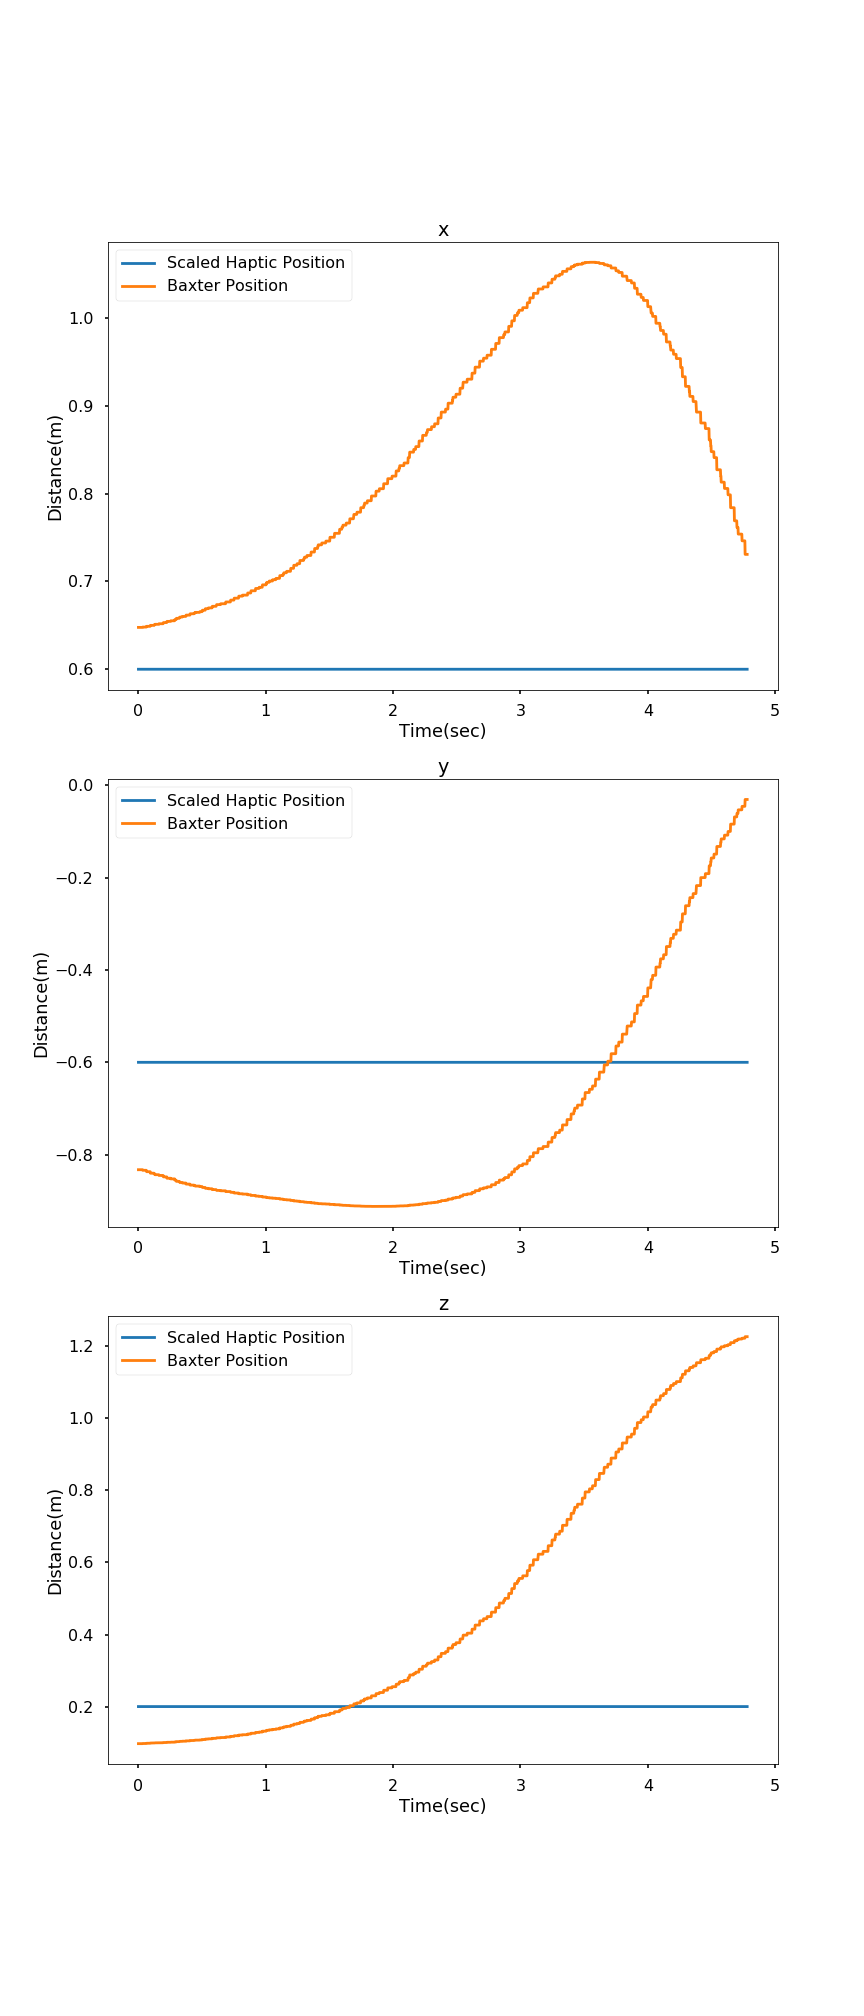 x
Scaled Haptic Position
Baxter Position
1.0
0.9
0.8
0.7
0.6
Distance(m)
0 1 2 3 4 5
Time(sec)
y
Scaled Haptic Position
Baxter Position
0.0
−0.2
−0.4
−0.6
−0.8
Distance(m)
0 1 2 3 4 5
Time(sec)
z
Scaled Haptic Position
Baxter Position
1.2
1.0
0.8
0.6
0.4
0.2
Distance(m)
0 1 2 3 4 5
Time(sec)